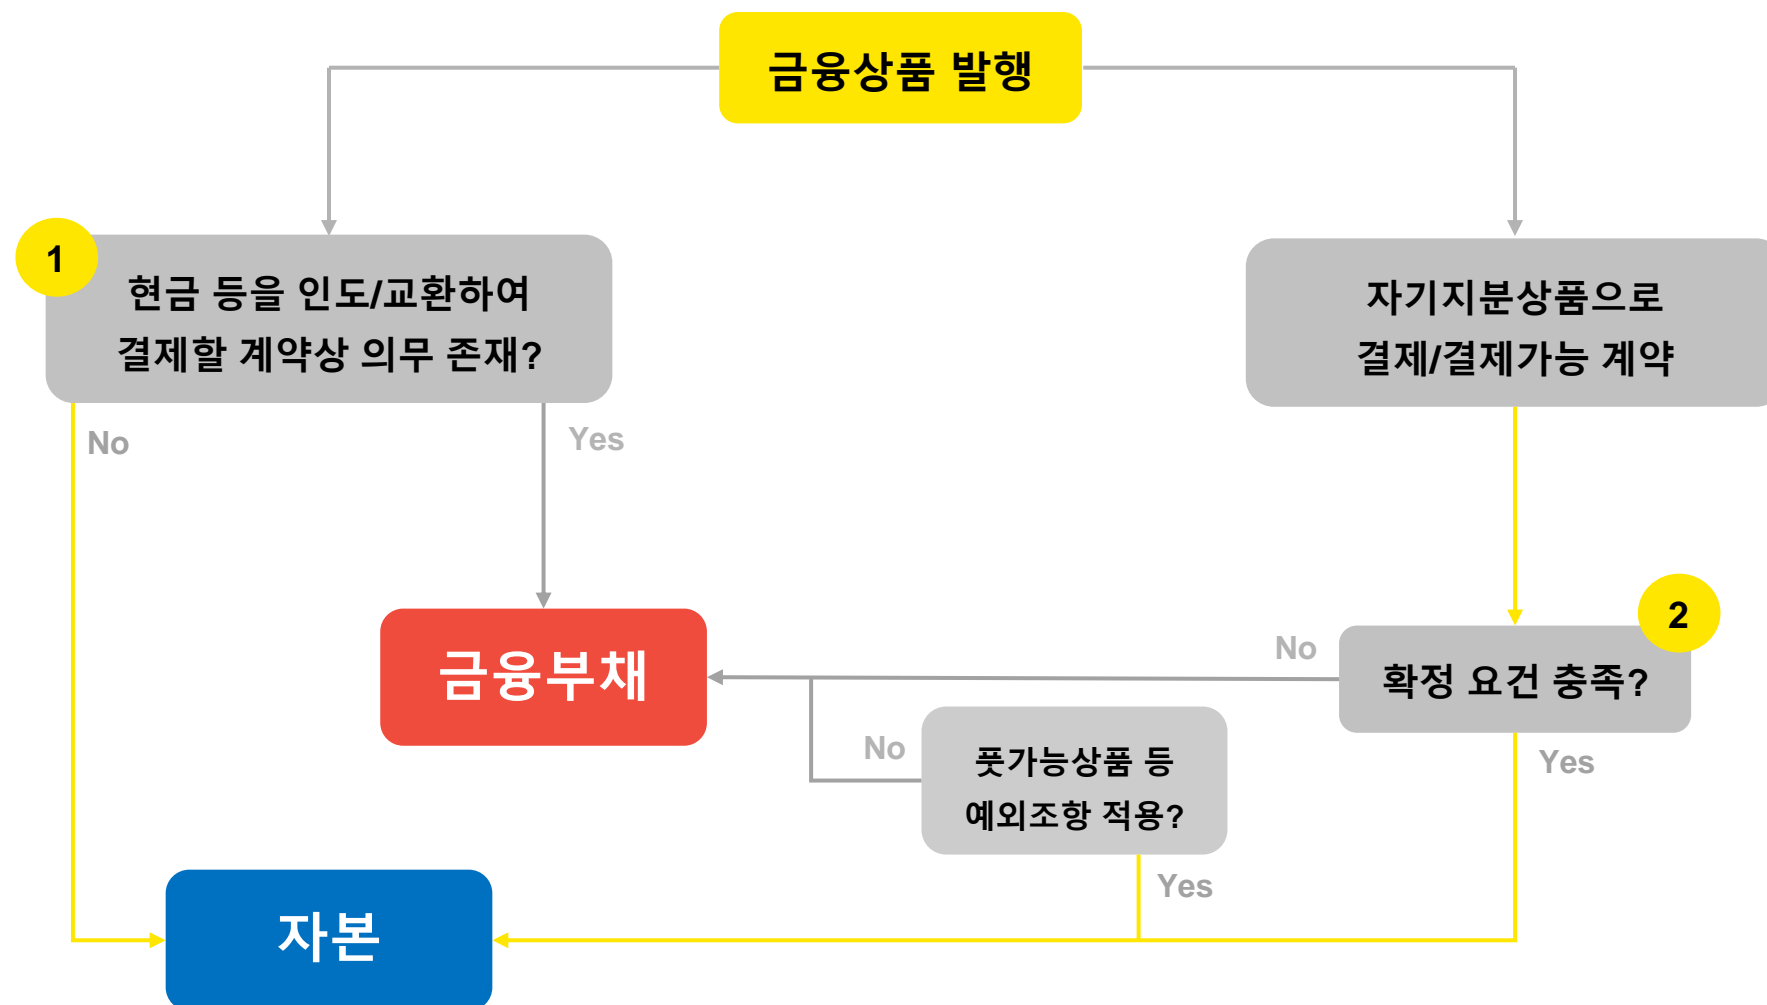 금융상품 발행
1
현금 등을 인도/교환하여
결제할 계약상 의무 존재?
자기지분상품으로
결제/결제가능 계약
No
Yes
2
금융부채
No
확정 요건 충족?
No
풋가능상품 등
예외조항 적용?
Yes
Yes
자본